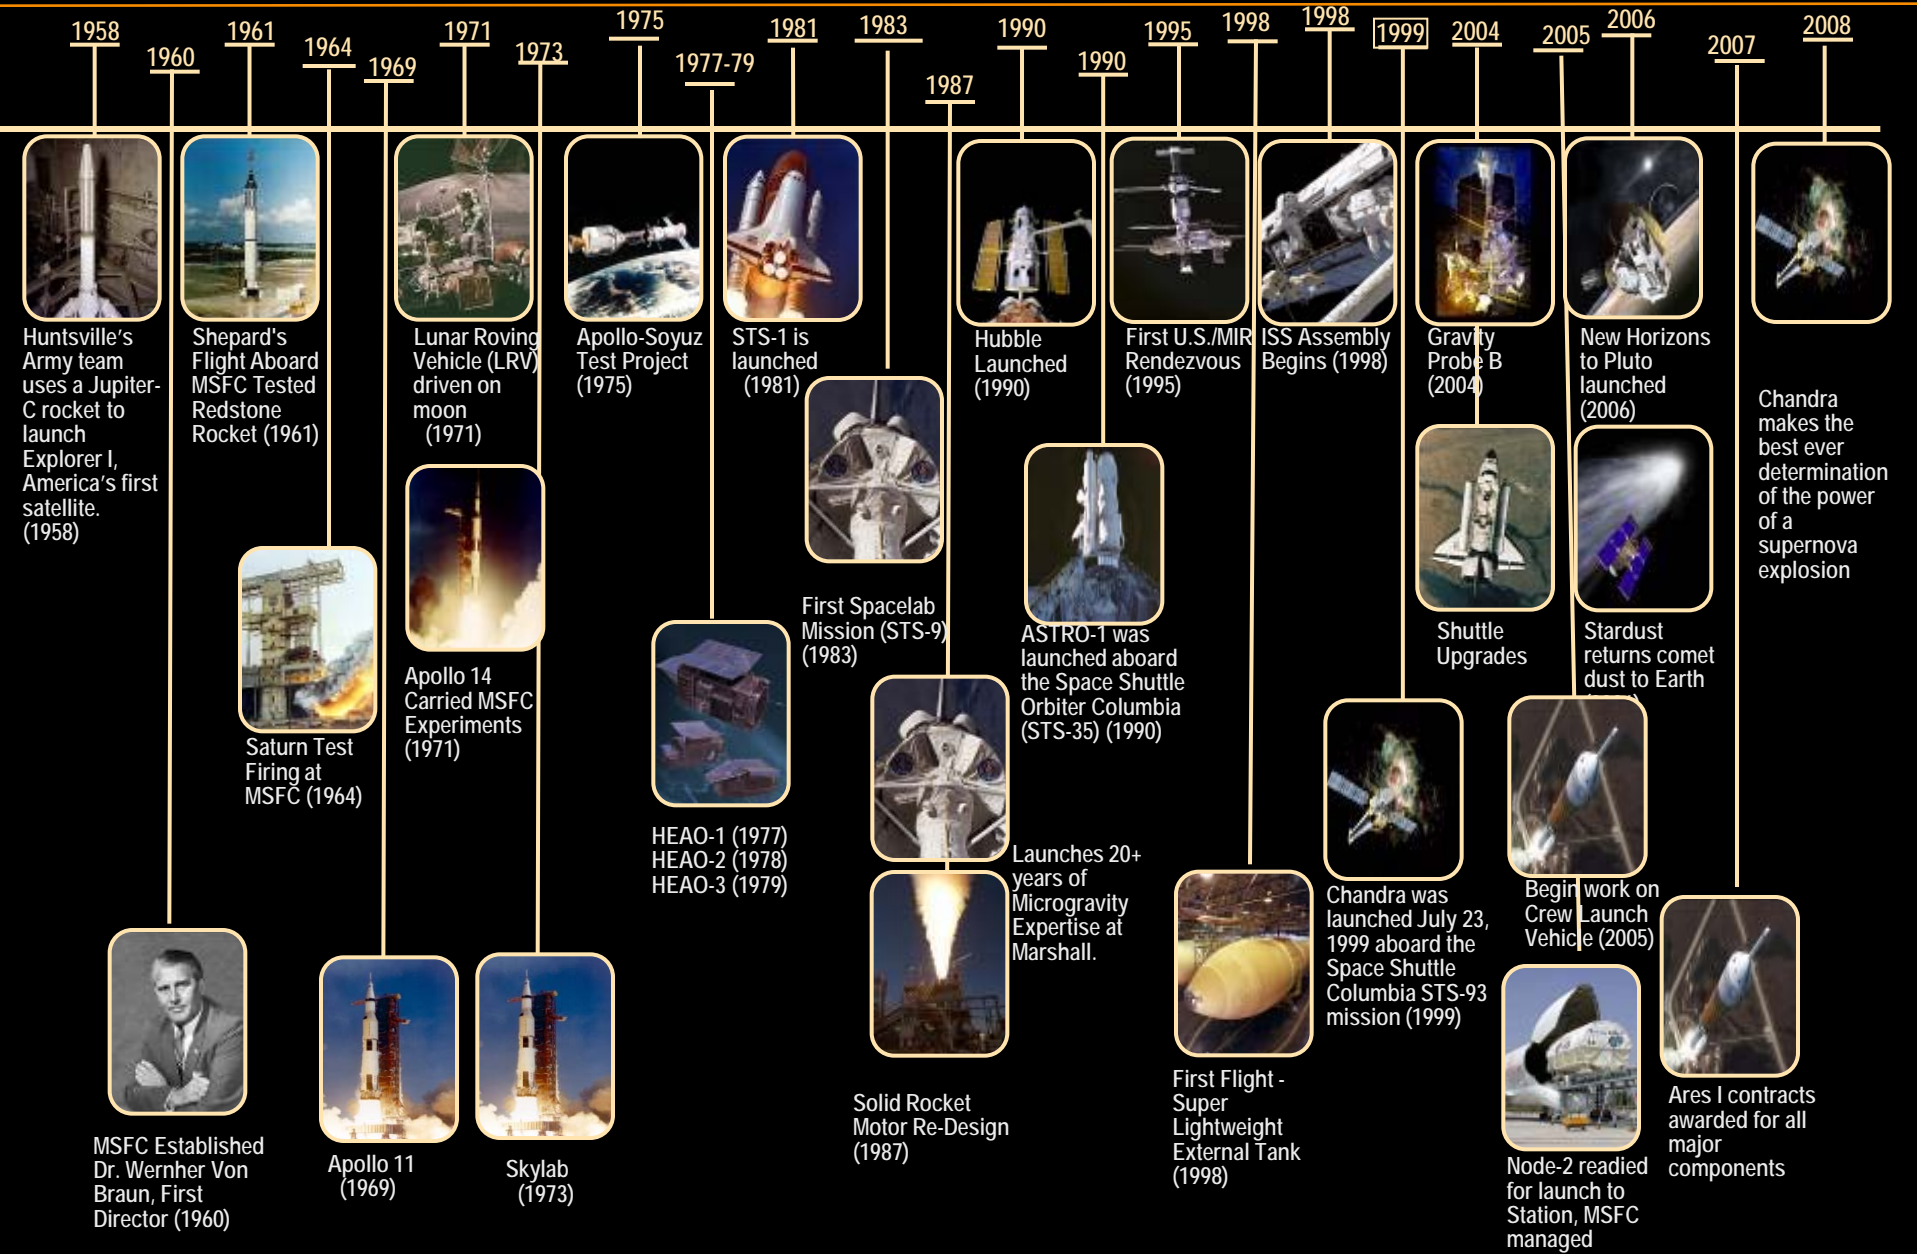 1958
1960
1961
1964
1969
1971
1973
1975
1977-79
1981
1983
1987
1990
1990
1995
1998
1998
1999
2004
2005
2006
2007
2008
Huntsville's
Army team
uses a Jupiter-
C rocket to
launch
Explorer I,
America's first
satellite.
(1958)
Shepard's
Flight Aboard
MSFC Tested
Redstone
Rocket (1961)
Lunar Roving
Vehicle (LRV)
driven on
moon
(1971)
Apollo-Soyuz
Test Project
(1975)
STS-1 is
launched
(1981)
Hubble
Launched
(1990)
First U.S./MIR
Rendezvous
(1995)
ISS Assembly
Begins (1998)
Gravity
Probe B
(2004)
New Horizons
to Pluto
launched
(2006)
Chandra
makes the
best ever
determination
of the power
of a
supernova
explosion
Saturn Test
Firing at
MSFC (1964)
Apollo 14
Carried MSFC
Experiments
(1971)
HEAO-1 (1977)
HEAO-2 (1978)
HEAO-3 (1979)
First Spacelab
Mission (STS-9)
(1983)
ASTRO-1 was
launched aboard
the Space Shuttle
Orbiter Columbia
(STS-35) (1990)
Shuttle
Upgrades
Stardust
returns comet
dust to Earth
Launches 20+
years of
Microgravity
Expertise at
Marshall.
Chandra was
launched July 23,
1999 aboard the
Space Shuttle
Columbia STS-93
mission (1999)
Begin work on
Crew Launch
Vehicle (2005)
MSFC Established
Dr. Wernher Von
Braun, First
Director (1960)
Apollo 11
(1969)
Skylab
(1973)
Solid Rocket
Motor Re-Design
(1987)
First Flight -
Super
Lightweight
External Tank
(1998)
Node-2 readied
for launch to
Station, MSFC
managed
Ares I contracts
awarded for all
major
components